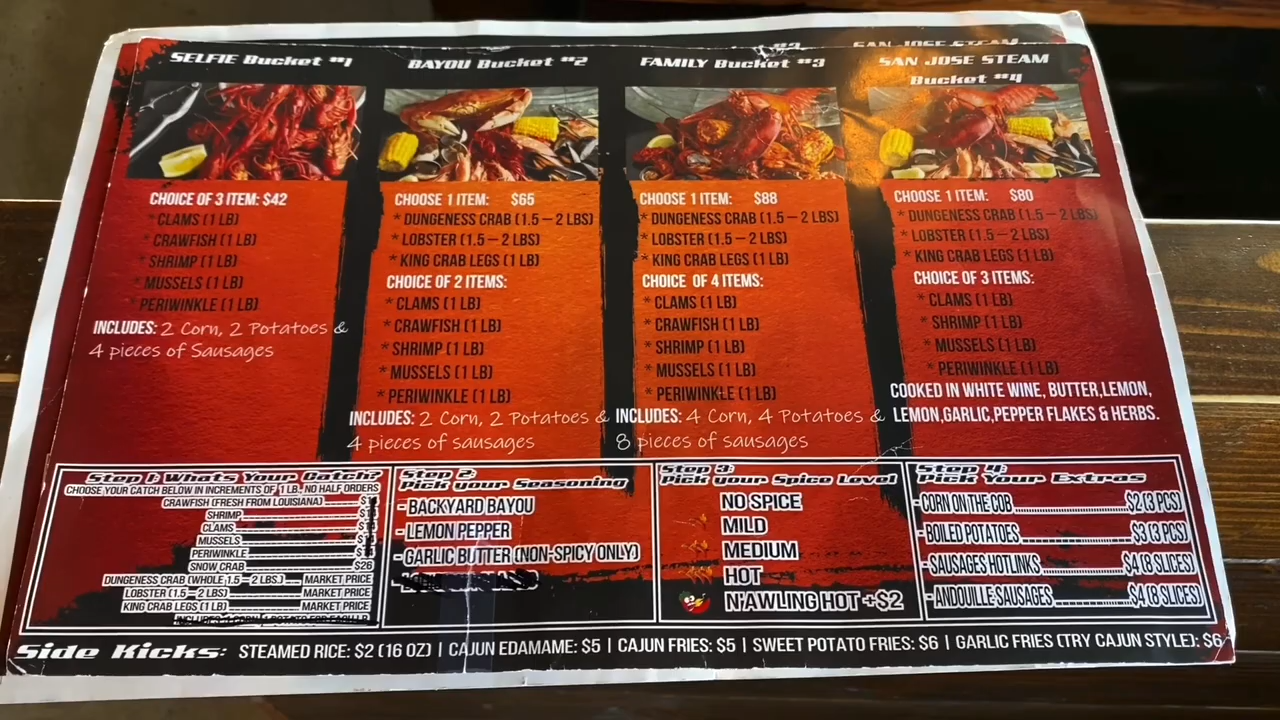 SAN JOSE STEAM
SELFIE Bucket #1
CHOICE OF 3 ITEM: $42
* CLAMS (1 LB)
* CRAWFISH (1 LB)
* SHRIMP (1 LB)
* MUSSELS (1 LB)
* PERIWINKLE (1 LB)
INCLUDES: 2 Corn, 2 Potatoes &
4 pieces of Sausages
BAYOU Bucket #2
CHOOSE 1 ITEM: $65
* DUNGENESS CRAB (1.5 – 2 LBS)
* LOBSTER (1.5 – 2 LBS)
* KING CRAB LEGS (1 LB)
CHOICE OF 2 ITEMS:
* CLAMS (1 LB)
* CRAWFISH (1 LB)
* SHRIMP (1 LB)
* MUSSELS (1 LB)
* PERIWINKLE (1 LB)
INCLUDES: 2 Corn, 2 Potatoes &
4 pieces of sausages
FAMILY Bucket #3
CHOOSE 1 ITEM: $88
* DUNGENESS CRAB (1.5 – 2 LBS)
* LOBSTER (1.5 – 2 LBS)
* KING CRAB LEGS (1 LB)
CHOICE OF 4 ITEMS:
* CLAMS (1 LB)
* CRAWFISH (1 LB)
* SHRIMP (1 LB)
* MUSSELS (1 LB)
* PERIWINKLE (1 LB)
INCLUDES: 4 Corn, 4 Potatoes &
8 pieces of sausages
SAN JOSE STEAM
Bucket #4
CHOOSE 1 ITEM: $80
* DUNGENESS CRAB (1.5 – 2 LBS)
* LOBSTER (1.5 – 2 LBS)
* KING CRAB LEGS (1 LB)
CHOICE OF 3 ITEMS:
* CLAMS (1 LB)
* SHRIMP (1 LB)
* MUSSELS (1 LB)
* PERIWINKLE (1 LB)
COOKED IN WHITE WINE, BUTTER,LEMON,
LEMON,GARLIC,PEPPER FLAKES & HERBS.
Step 1: Whats Your Catch?
CHOOSE YOUR CATCH BELOW IN INCREMENTS OF 1 LB. NO HALF ORDERS
CRAWFISH (FRESH FROM LOUISIANA)
SHRIMP
CLAMS
MUSSELS
PERIWINKLE
SNOW CRAB $26
DUNGENESS CRAB (WHOLE 1.5 – 2 LBS.) MARKET PRICE
LOBSTER (1.5 – 2 LBS) MARKET PRICE
KING CRAB LEGS (1 LB) MARKET PRICE
Step 2:
Pick your Seasoning
-BACKYARD BAYOU
-LEMON PEPPER
-GARLIC BUTTER (NON-SPICY ONLY)
Step 3:
Pick your Spice Level
NO SPICE
MILD
MEDIUM
HOT
N'AWLING HOT +$2
Step 4:
Pick Your Extras
-CORN ON THE COB $2 (3 PCS)
-BOILED POTATOES $3 (3 PCS)
-SAUSAGES HOTLINKS $4 (8 SLICES)
-ANDOUILLE SAUSAGES $4 (8 SLICES)
Side Kicks: STEAMED RICE: $2 (16 OZ) | CAJUN EDAMAME: $5 | CAJUN FRIES: $5 | SWEET POTATO FRIES: $6 | GARLIC FRIES (TRY CAJUN STYLE): $6